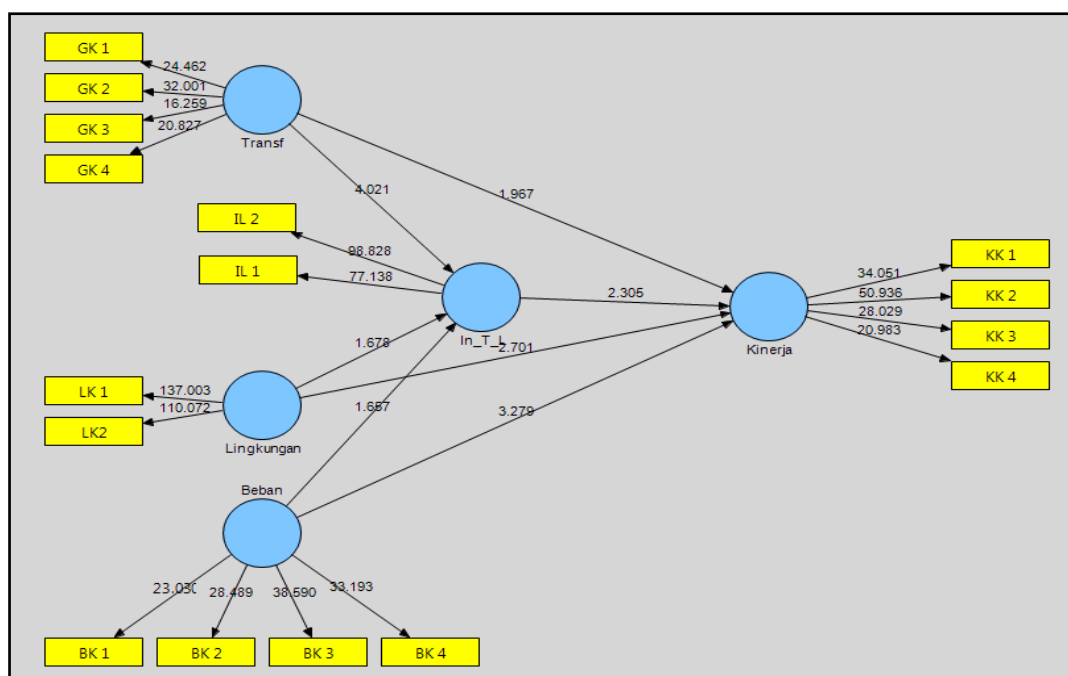 GK 1
24.462
GK 2
32.001
GK 3
16.259
GK 4
20.827
Transf
4.021
1.967
IL 2
98.828
IL 1
77.138
In_T_L
2.305
KK 1
34.051
KK 2
50.936
KK 3
28.029
KK 4
20.983
Kinerja
1.678
2.701
LK 1
137.003
LK2
110.072
Lingkungan
1.657
3.279
Beban
28.489
38.590
33.193
BK 1
BK 2
BK 3
BK 4